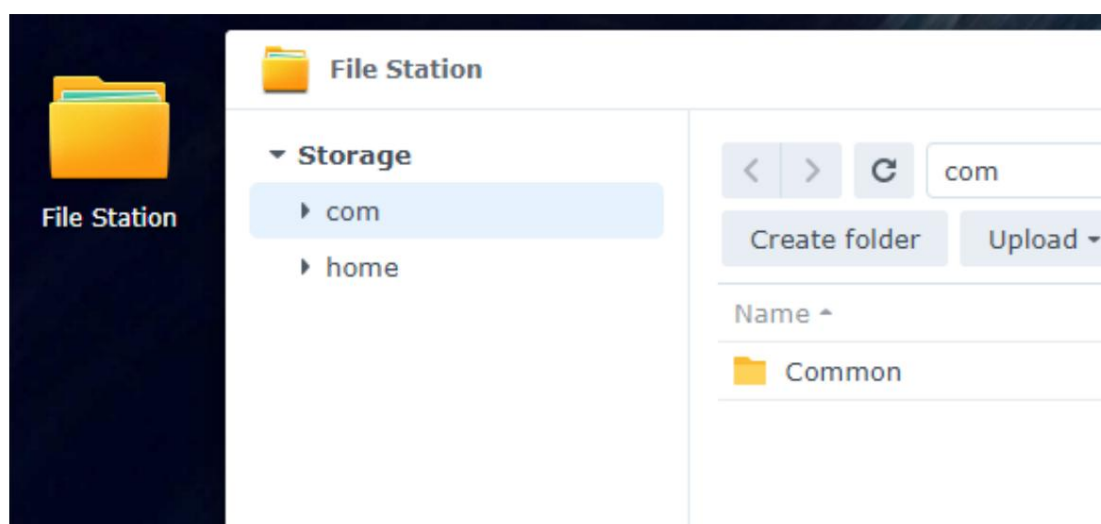 File Station
File Station
Storage
com
home
com
Create folder
Upload
Name
Common